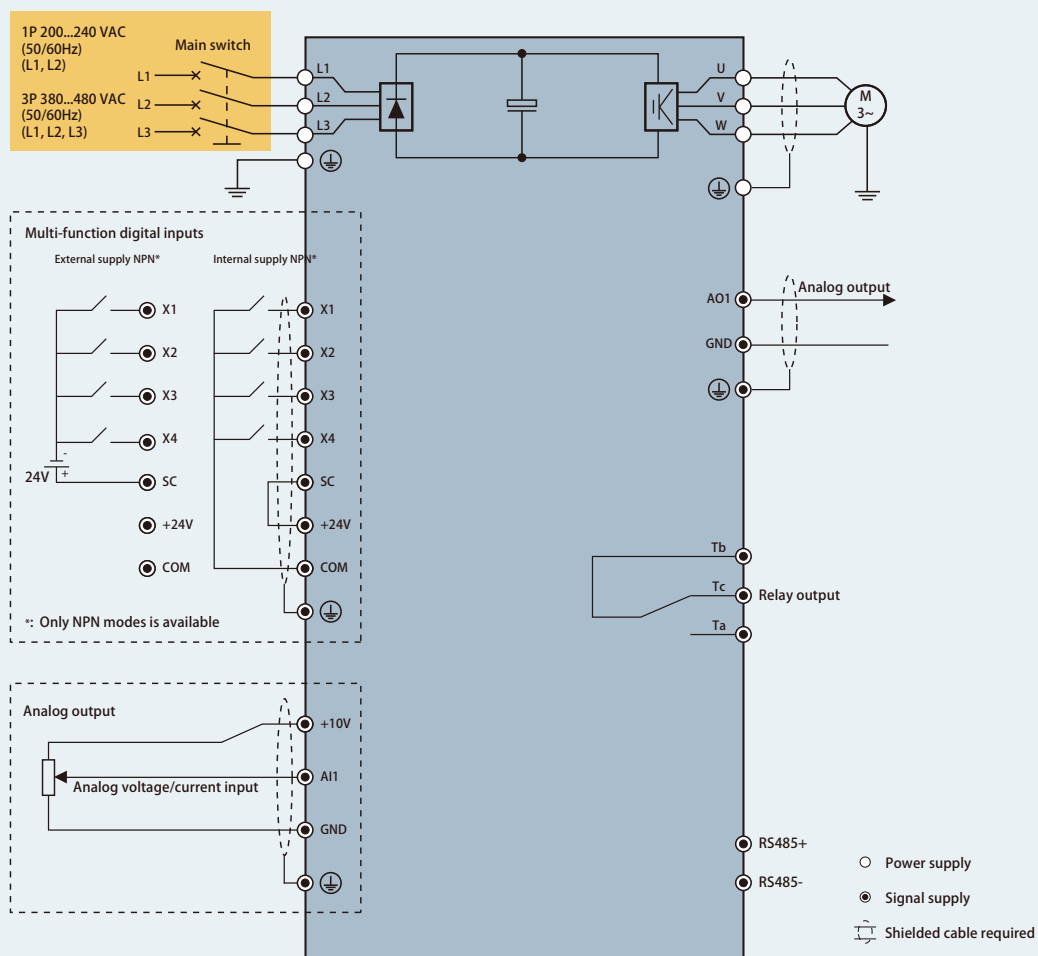 1P 200...240 VAC
(50/60Hz)
(L1, L2)
3P 380...480 VAC
(50/60Hz)
(L1, L2, L3)
Main switch
L1
L2
L3
L1
L2
L3
U
V
W
M
3~
Multi-function digital inputs
External supply NPN*
Internal supply NPN*
X1
X2
X3
X4
-
+
24V
SC
+24V
COM
X1
X2
X3
X4
SC
+24V
COM
*: Only NPN modes is available
AO1
Analog output
GND
Tb
Tc
Relay output
Ta
Analog output
+10V
Analog voltage/current input
AI1
GND
RS485+
RS485-
Power supply
Signal supply
Shielded cable required